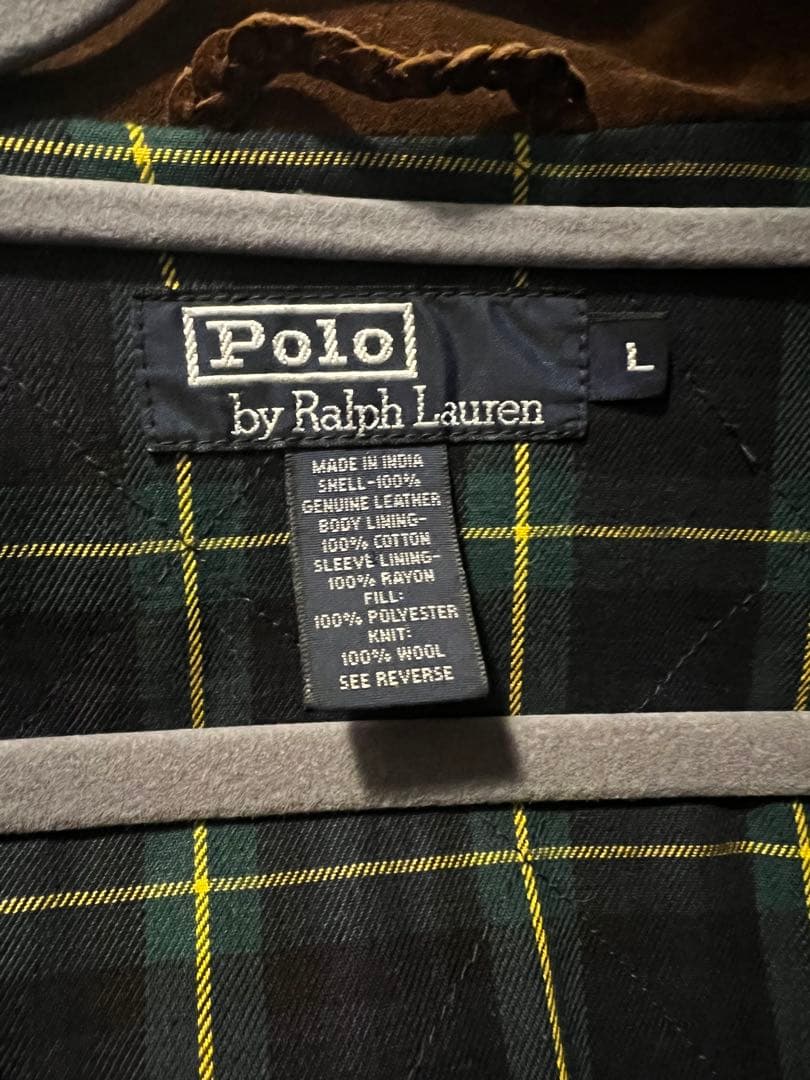 Polo
by Ralph Lauren
L
MADE IN INDIA
SHELL-100%
GENUINE LEATHER
BODY LINING-
100% COTTON
SLEEVE LINING-
100% RAYON
FILL:
100% POLYESTER
KNIT:
100% WOOL
SEE REVERSE